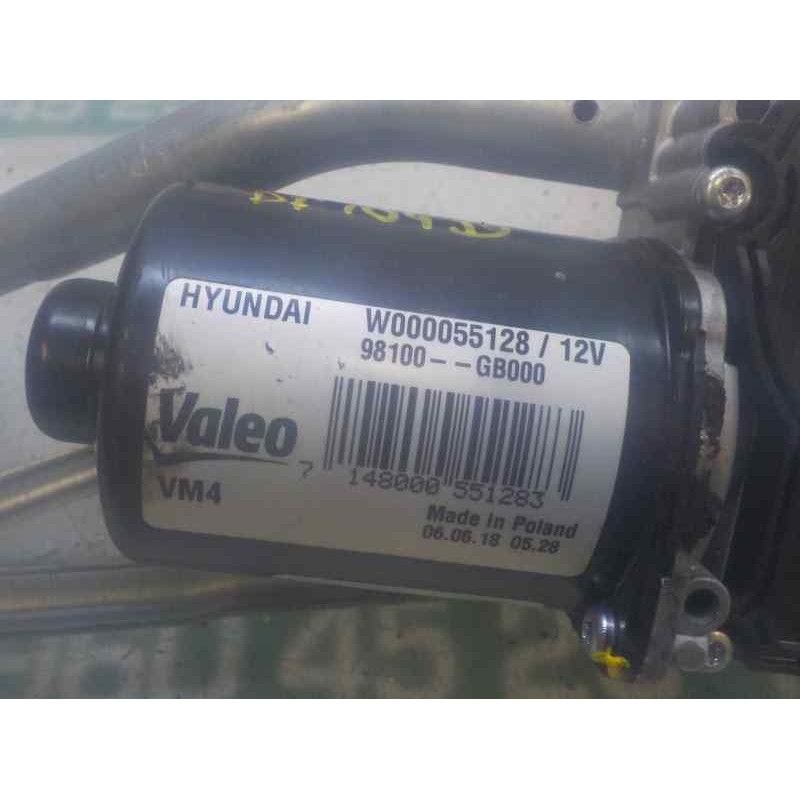 HYUNDAI W000055128 / 12V
98100--GB000
Valeo
7 148000 551283
VM4
Made in Poland
06.06.18 05.28